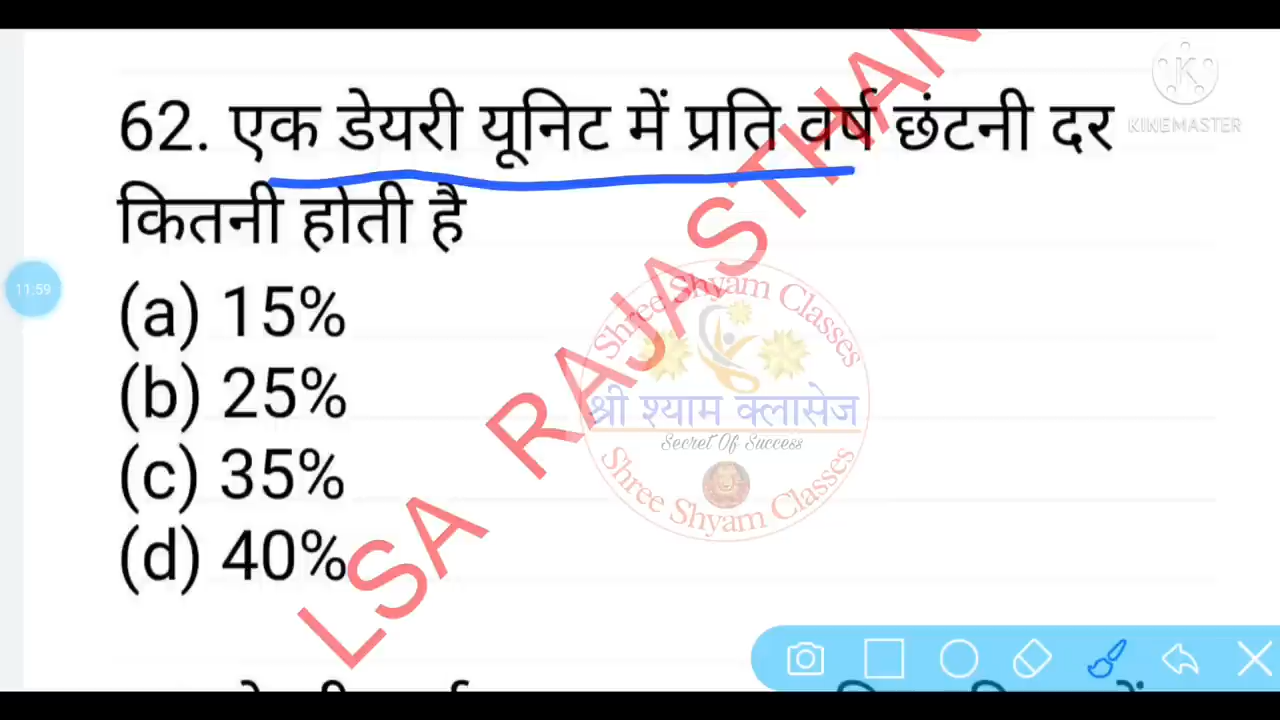 62. एक डेयरी यूनिट में प्रति वर्ष छंटनी दर
कितनी होती है
(a) 15%
(b) 25%
(c) 35%
(d) 40%
LSA RAJASTHAN
KINEMASTER
11:59
Shree Shyam Classes
श्री श्याम क्लासेज
Secret Of Success
Shree Shyam Classes